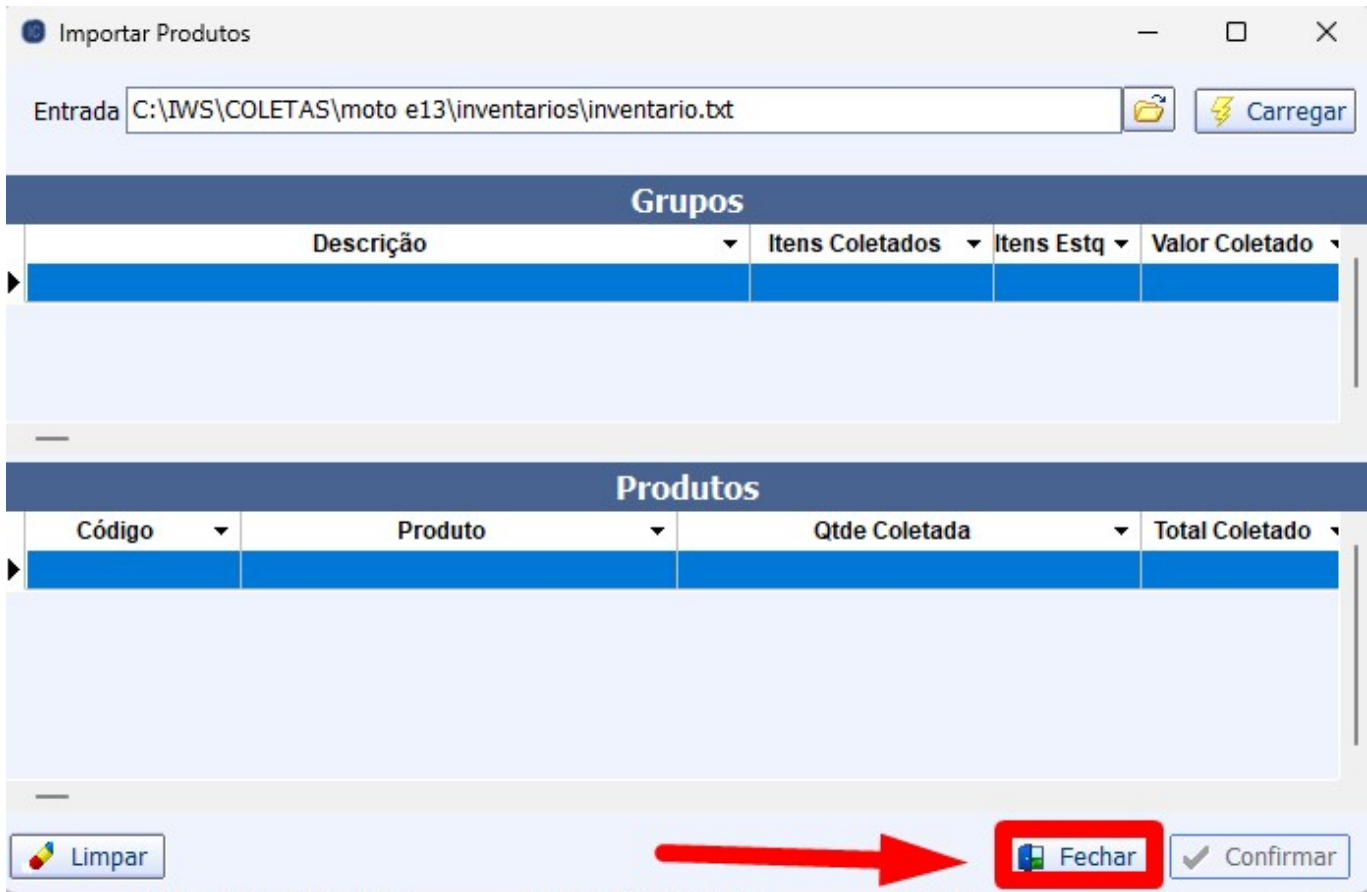 Importar Produtos
Entrada C:\IWS\COLETAS\moto e13\inventarios\inventario.txt Carregar
Grupos
Descrição Itens Coletados Itens Estq Valor Coletado
Produtos
Código Produto Qtde Coletada Total Coletado
Limpar Fechar Confirmar